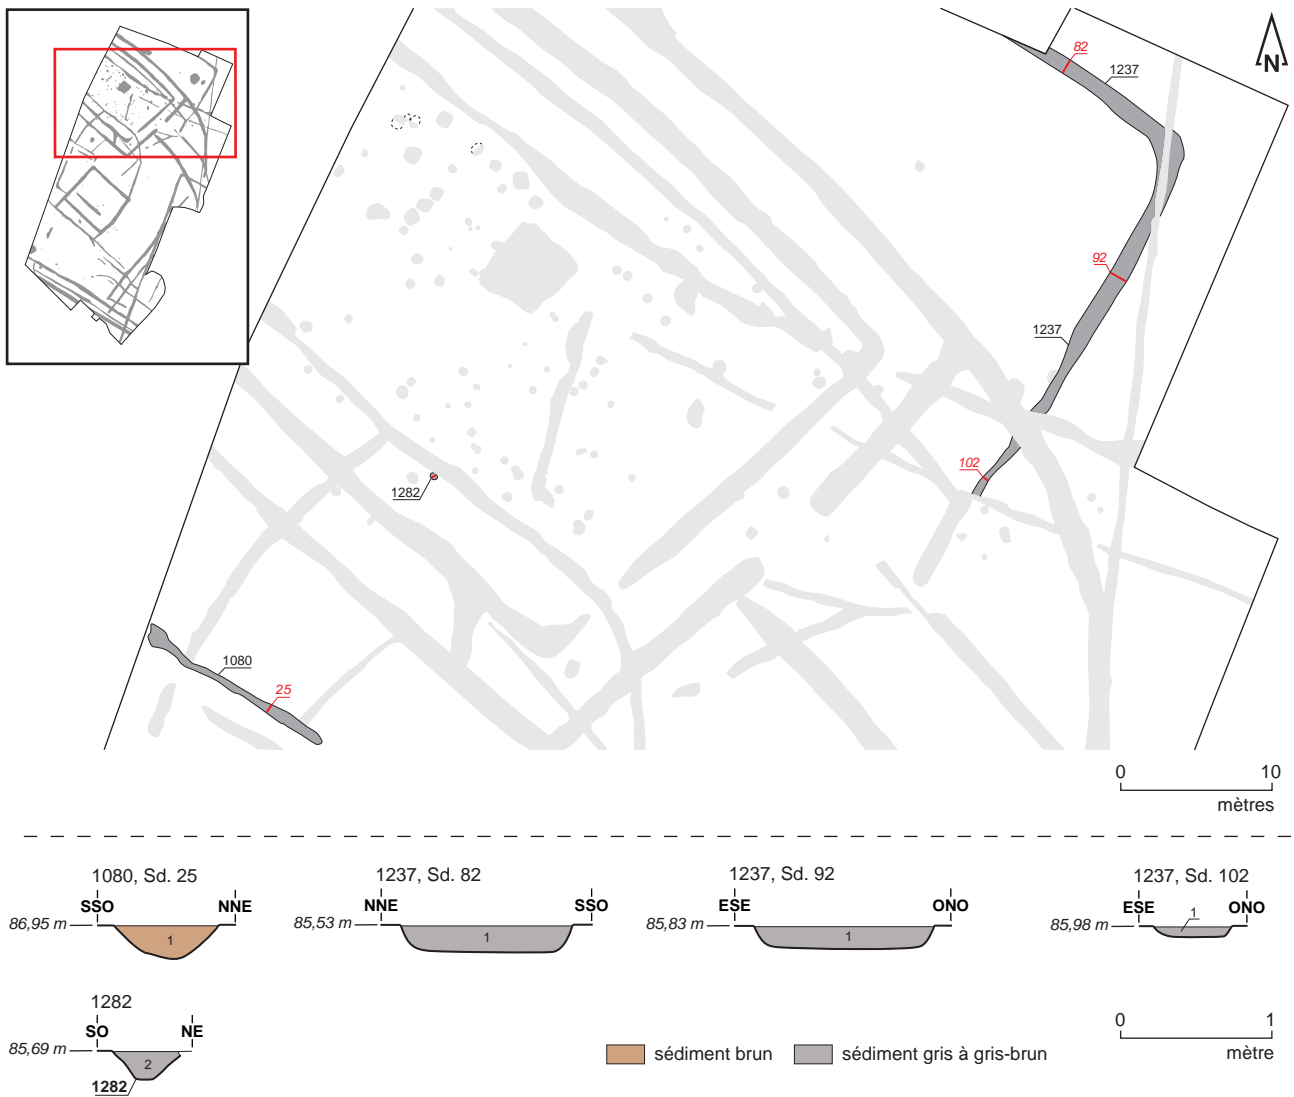 N
82
1237
92
1237
102
1282
1080
25
0 10
mètres
1080, Sd. 25
SSO NNE
86,95 m
1
1237, Sd. 82
NNE SSO
85,53 m
1
1237, Sd. 92
ESE ONO
85,83 m
1
1237, Sd. 102
ESE ONO
85,98 m
1
1282
SO NE
85,69 m
2
1282
sédiment brun
sédiment gris à gris-brun
0 1
mètre